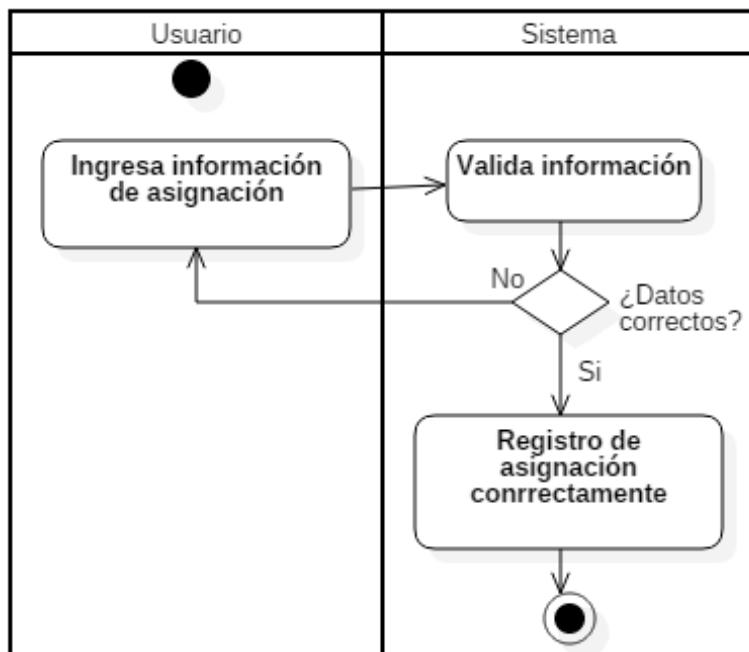 Usuario
Sistema
Ingresa información
de asignación
Valida información
No
¿Datos
correctos?
Si
Registro de
asignación
conrrectamente